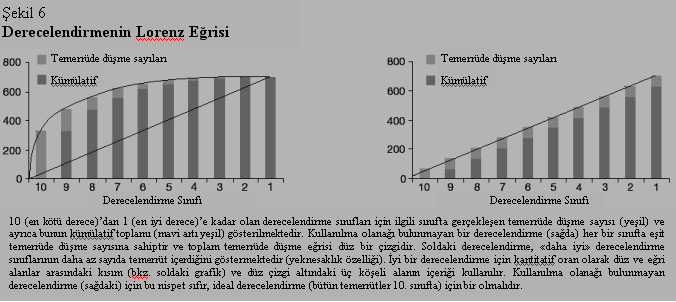 Şekil 6
Derecelendirmenin Lorenz Eğrisi
800
600
400
200
0
Temerrüde düşme sayıları
Kümülatif
10 9 8 7 6 5 4 3 2 1
Derecelendirme Sınıfı
800
600
400
200
0
Temerrüde düşme sayıları
Kümülatif
10 9 8 7 6 5 4 3 2 1
Derecelendirme Sınıfı
10 (en kötü derece)'dan 1 (en iyi derece)'e kadar olan derecelendirme sınıfları için ilgili sınıfta gerçekleşen temerrüde düşme sayısı (yeşil) ve
ayrıca bunun kümülatif toplamı (mavi artı yeşil) gösterilmektedir. Kullanılma olanağı bulunmayan bir derecelendirme (sağda) her bir sınıfta eşit
temerrüde düşme sayısına sahiptir ve toplam temerrüde düşme eğrisi düz bir çizgidir. Soldaki derecelendirme, «daha iyi» derecelendirme
sınıflarının daha az sayıda temerrüt içerdiğini göstermektedir (yeknesaklık özelliği). İyi bir derecelendirme için kantitatif oran olarak düz ve eğri
alanlar arasındaki kısım (bkz. soldaki grafik) ve düz çizgi altındaki üç köşeli alanın içeriği kullanılır. Kullanılma olanağı bulunmayan
derecelendirme (sağdaki) için bu nispet sıfır, ideal derecelendirme (bütün temerrütler 10. sınıfta) için bir olmalıdır.